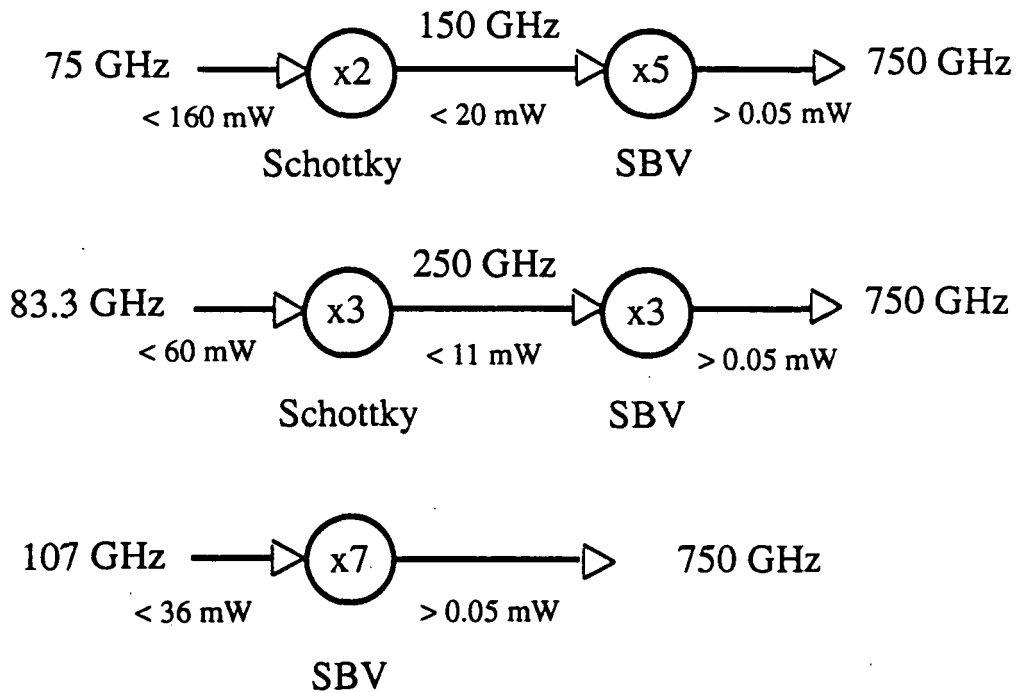 150 GHz
75 GHz x2 x5 750 GHz
< 160 mW < 20 mW > 0.05 mW
Schottky SBV
250 GHz
83.3 GHz x3 x3 750 GHz
< 60 mW < 11 mW > 0.05 mW
Schottky SBV
107 GHz x7 750 GHz
< 36 mW > 0.05 mW
SBV